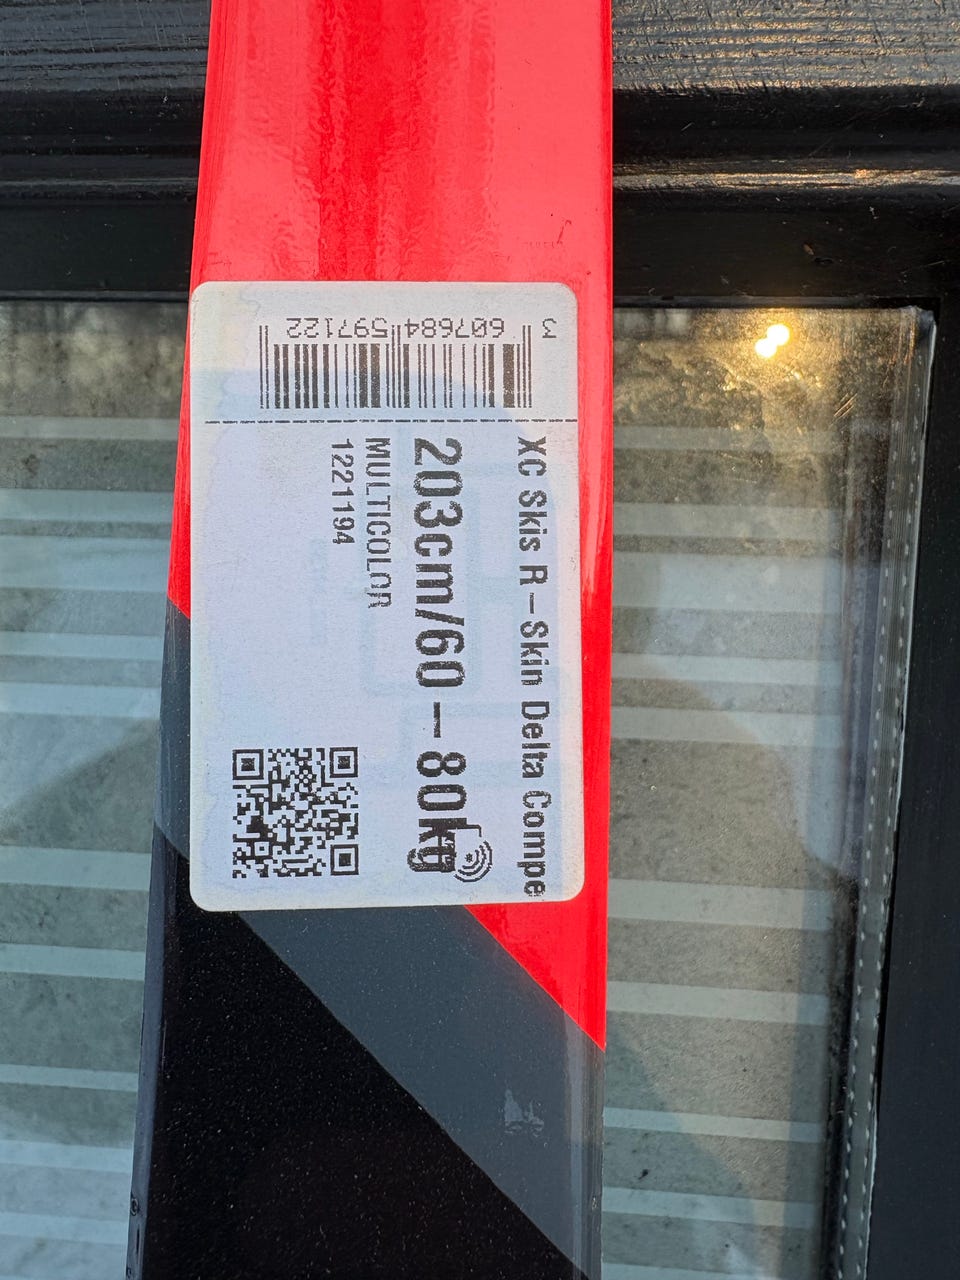 3 607684 597122
XC Skis R-Skin Delta Compe
203cm/60-80kg
MULTICOLOR
1221194